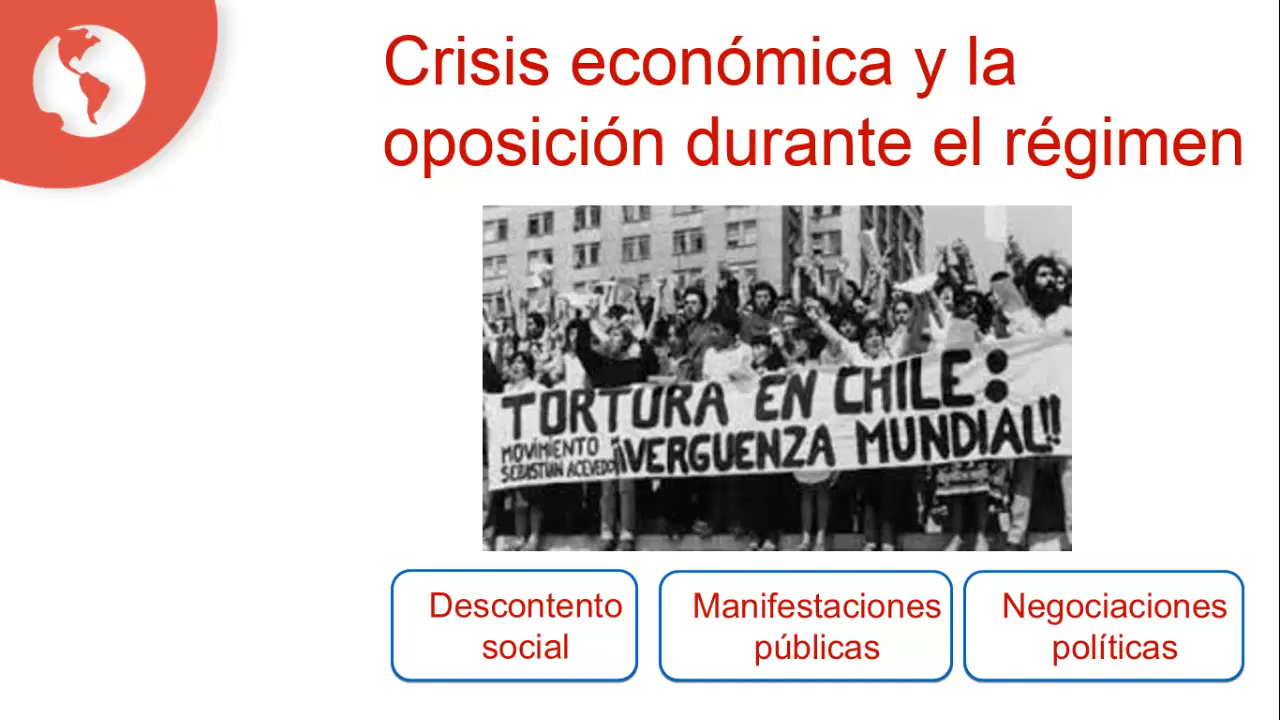 Crisis económica y la
oposición durante el régimen
TORTURA EN CHILE:
MOVIMIENTO
SEBASTIAN ACEVEDO
¡¡VERGUENZA MUNDIAL!!
Descontento
social
Manifestaciones
públicas
Negociaciones
políticas